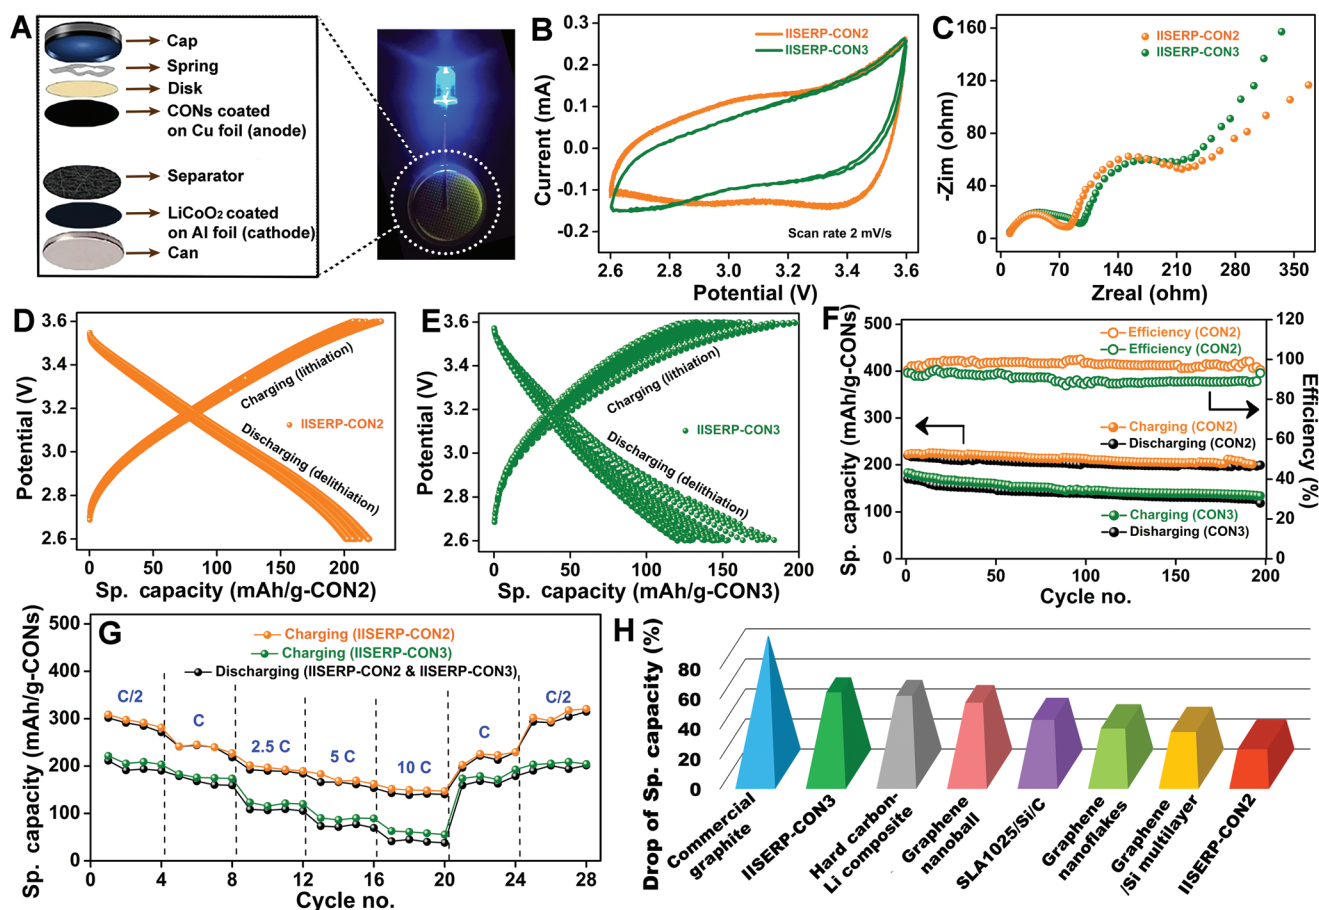 A
Cap
Spring
Disk
CONs coated
on Cu foil (anode)
Separator
LiCoO₂ coated
on Al foil (cathode)
Can
B
IISERP-CON2
IISERP-CON3
0.3
0.2
0.1
0.0
-0.1
-0.2
Current (mA)
Scan rate 2 mV/s
2.6 2.8 3.0 3.2 3.4 3.6
Potential (V)
C
IISERP-CON2
IISERP-CON3
160
120
80
40
0
-Zim (ohm)
0 70 140 210 280 350
Zreal (ohm)
D
3.6
3.4
3.2
3.0
2.8
2.6
Potential (V)
Charging (lithiation)
IISERP-CON2
Discharging (delithiation)
0 50 100 150 200
Sp. capacity (mAh/g-CON2)
E
3.6
3.4
3.2
3.0
2.8
2.6
Potential (V)
Charging (lithiation)
IISERP-CON3
Discharging (delithiation)
0 50 100 150 200
Sp. capacity (mAh/g-CON3)
F
500
400
300
200
100
0
Sp. capacity (mAh/g-CONs)
Efficiency (CON2)
Efficiency (CON2)
Charging (CON2)
Discharging (CON2)
Charging (CON3)
Disharging (CON3)
120
100
80
60
40
20
0
Efficiency (%)
0 50 100 150 200
Cycle no.
G
500
400
300
200
100
0
Sp. capacity (mAh/g-CONs)
Charging (IISERP-CON2)
Charging (IISERP-CON3)
Discharging (IISERP-CON2 & IISERP-CON3)
C/2
C
2.5 C
5 C
10 C
C
C/2
0 4 8 12 16 20 24 28
Cycle no.
H
Drop of Sp. capacity (%)
80
60
40
20
0
Commercial
graphite
IISERP-CON3
Hard carbon-
Li composite
Graphene
nanoball
SLA1025/Si/C
Graphene
nanoflakes
Graphene
/Si multilayer
IISERP-CON2